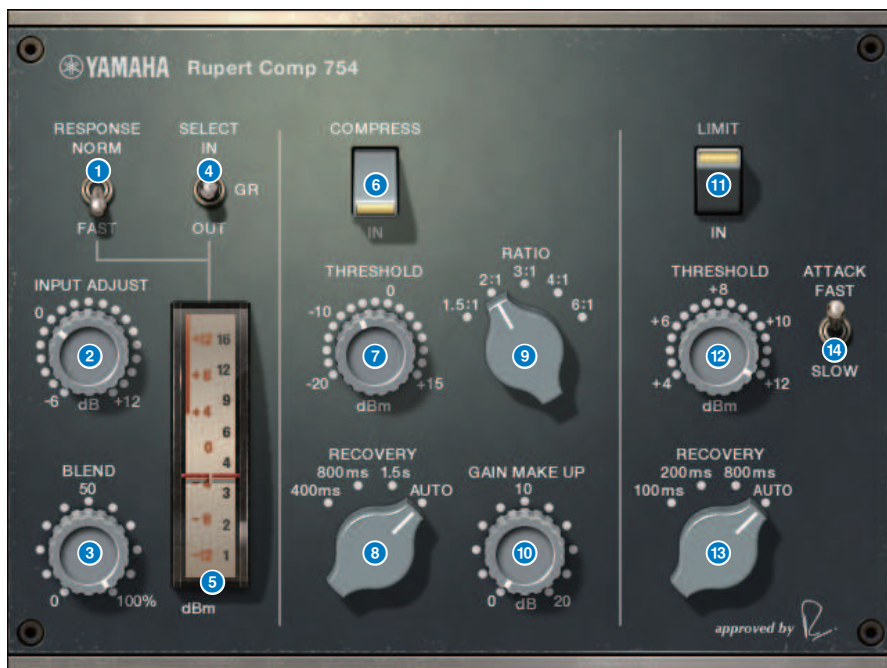 YAMAHA Rupert Comp 754
RESPONSE
NORM
1
FAST
SELECT
IN
4
GR
OUT
INPUT ADJUST
0
2
-6 dB +12
BLEND
50
3
0 100%
+12 16
+8 12
+4 9
0 6
4
-4 3
-8 2
-12 1
5
dBm
COMPRESS
6
IN
THRESHOLD
0
-10
7
-20 +15
dBm
RATIO
1.5:1 2:1 3:1 4:1 6:1
9
RECOVERY
400ms 800ms 1.5s AUTO
8
GAIN MAKE UP
10
10
0 dB 20
LIMIT
11
IN
THRESHOLD
+8
+6 +10
12
+4 +12
dBm
ATTACK
FAST
14
SLOW
RECOVERY
100ms 200ms 800ms AUTO
13
approved by